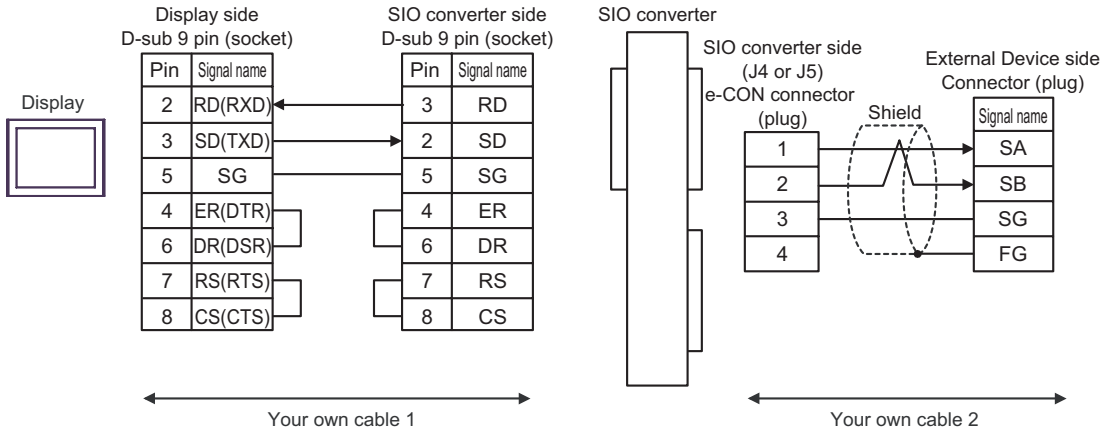 Display side
D-sub 9 pin (socket)
SIO converter side
D-sub 9 pin (socket)
SIO converter
SIO converter side
(J4 or J5)
e-CON connector
(plug)
External Device side
Connector (plug)
Display
Pin Signal name
2 RD(RXD)
3 SD(TXD)
5 SG
4 ER(DTR)
6 DR(DSR)
7 RS(RTS)
8 CS(CTS)
Pin Signal name
3 RD
2 SD
5 SG
4 ER
6 DR
7 RS
8 CS
Shield
1
2
3
4
Signal name
SA
SB
SG
FG
Your own cable 1
Your own cable 2